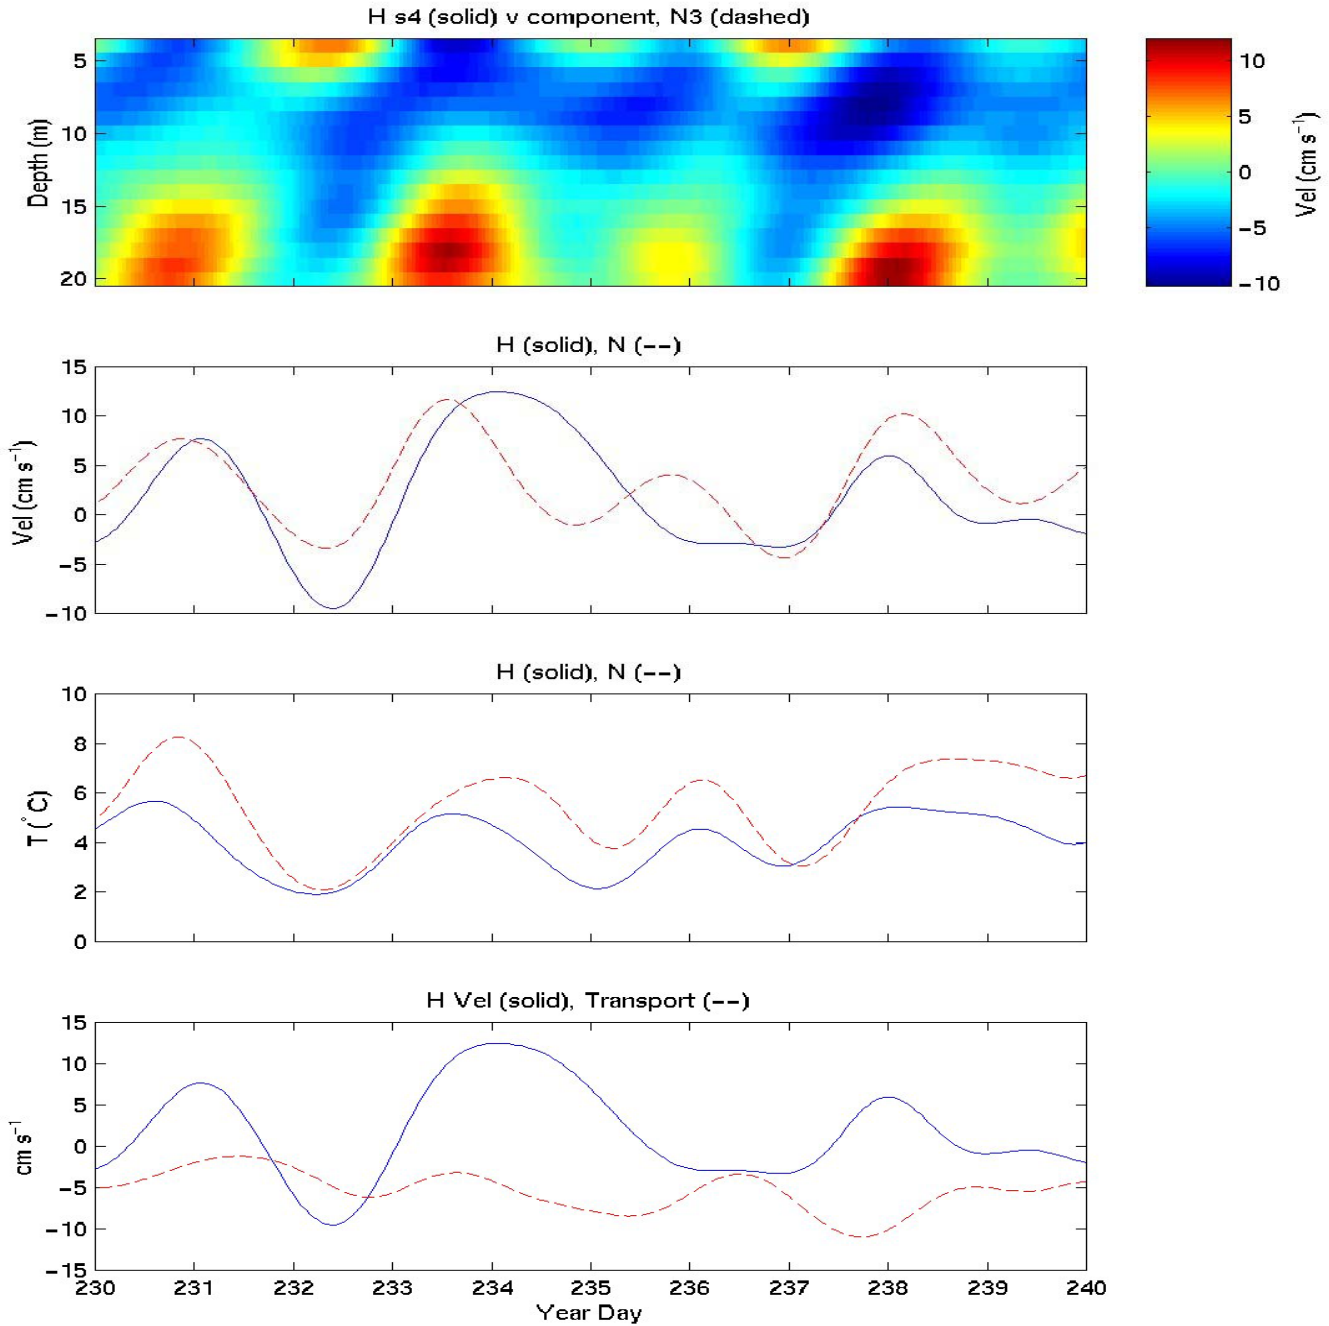 H s4 (solid) v component, N3 (dashed)
5
10
15
20
Depth (m)
10
5
0
−5
−10
Vel (cm s⁻¹)
H (solid), N (−−)
15
10
5
0
−5
−10
Vel (cm s⁻¹)
H (solid), N (−−)
10
8
6
4
2
0
T (°C)
H Vel (solid), Transport (−−)
15
10
5
0
−5
−10
−15
cm s⁻¹
230 231 232 233 234 235 236 237 238 239 240
Year Day